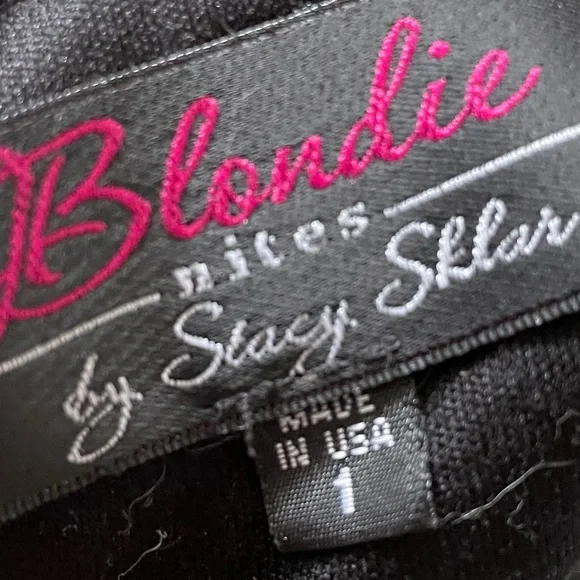 Blondie
nites
by Stacy Sklar
MADE
IN USA
1